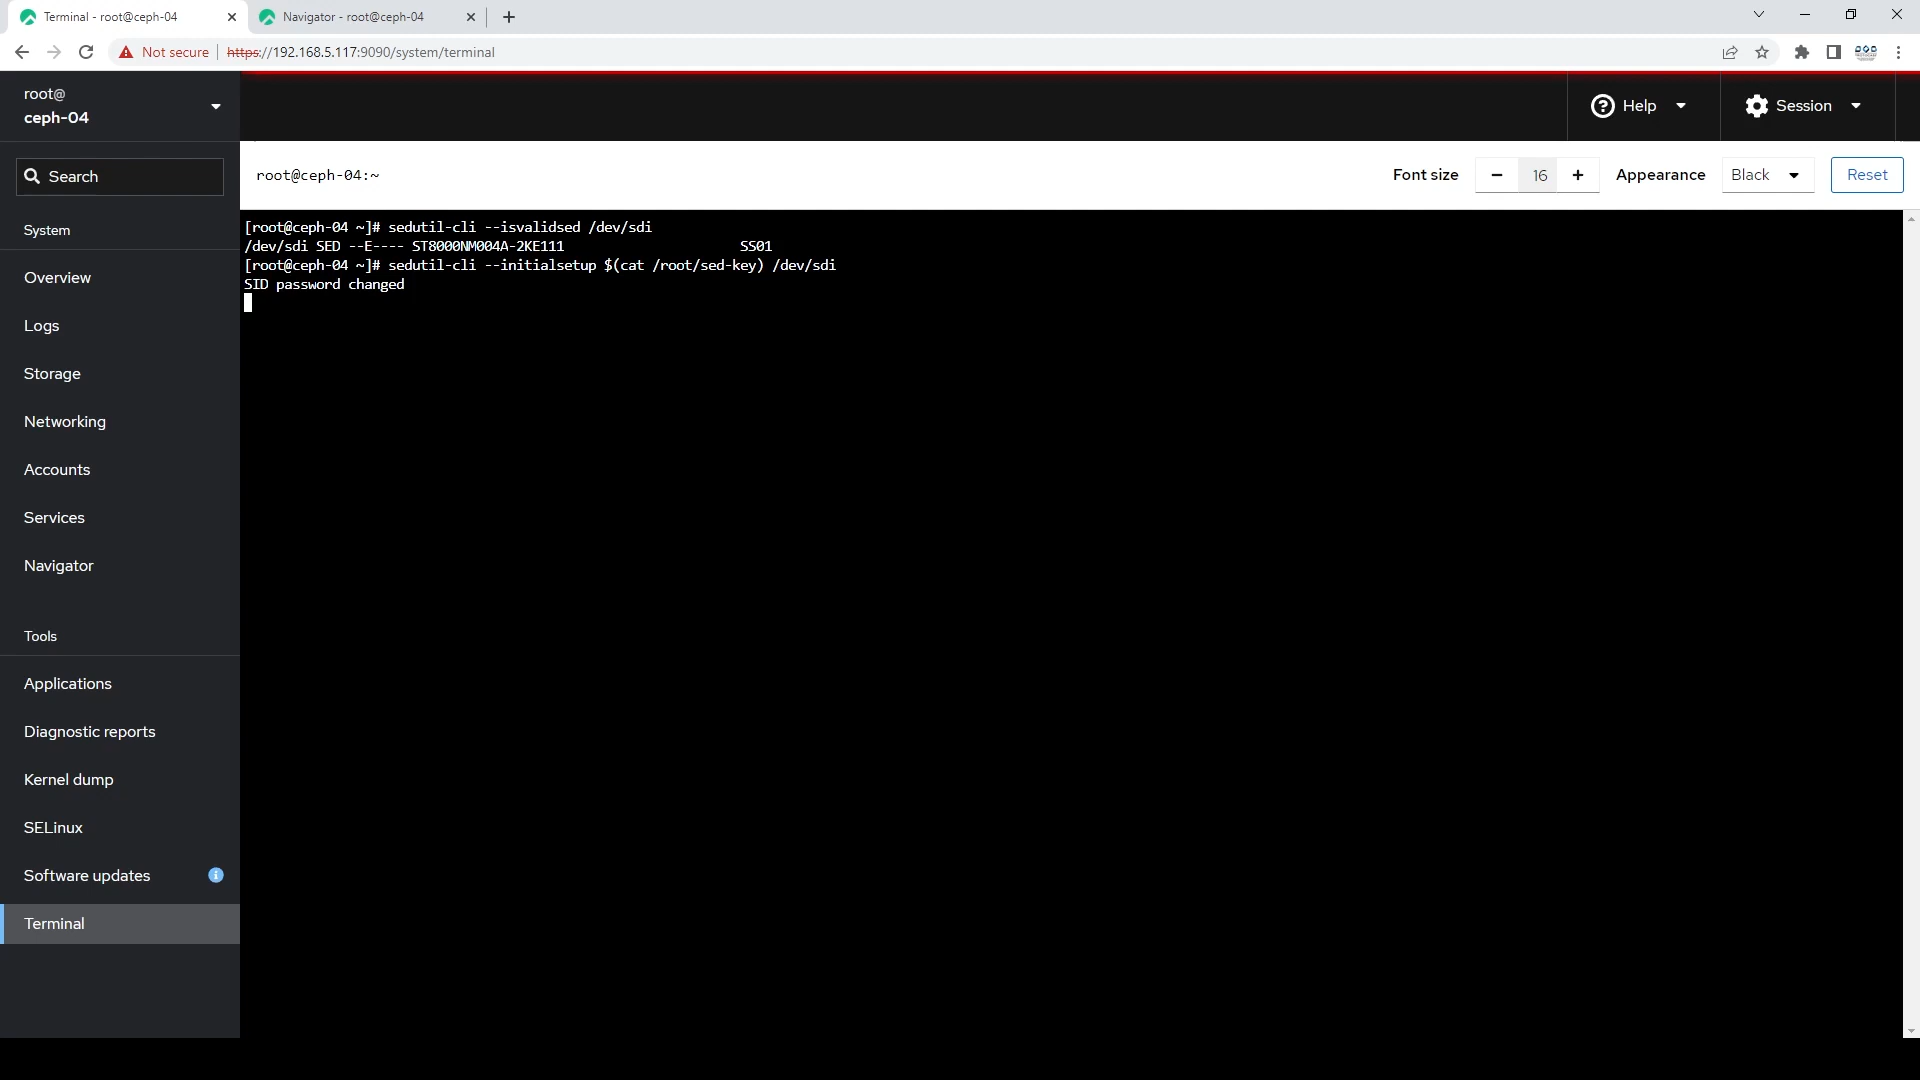 Terminal - root@ceph-04
Navigator - root@ceph-04
Not secure
https://192.168.5.117:9090/system/terminal
root@
ceph-04
Help
Session
Search
root@ceph-04:~
Font size
16
Appearance
Black
Reset
System
Overview
Logs
Storage
Networking
Accounts
Services
Navigator
Tools
Applications
Diagnostic reports
Kernel dump
SELinux
Software updates
Terminal
[root@ceph-04 ~]# sedutil-cli --isvalidsed /dev/sdi
/dev/sdi SED --E---- ST8000NM004A-2KE111 SS01
[root@ceph-04 ~]# sedutil-cli --initialsetup $(cat /root/sed-key) /dev/sdi
SID password changed